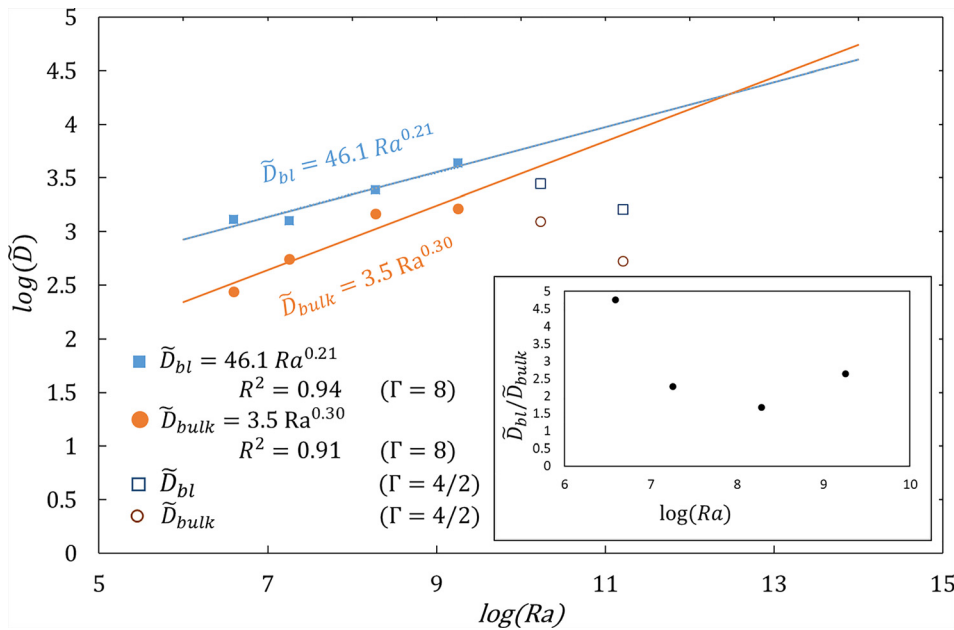 5
4.5
4
3.5
3
2.5
2
1.5
1
0.5
0
log(D̃)
5 7 9 11 13 15
log(Ra)
D̃bl = 46.1 Ra^0.21
D̃bulk = 3.5 Ra^0.30
D̃bl = 46.1 Ra^0.21
R² = 0.94 (Γ = 8)
D̃bulk = 3.5 Ra^0.30
R² = 0.91 (Γ = 8)
D̃bl (Γ = 4/2)
D̃bulk (Γ = 4/2)
5
4.5
4
3.5
3
2.5
2
1.5
1
0.5
0
D̃bl/D̃bulk
6 7 8 9 10
log(Ra)